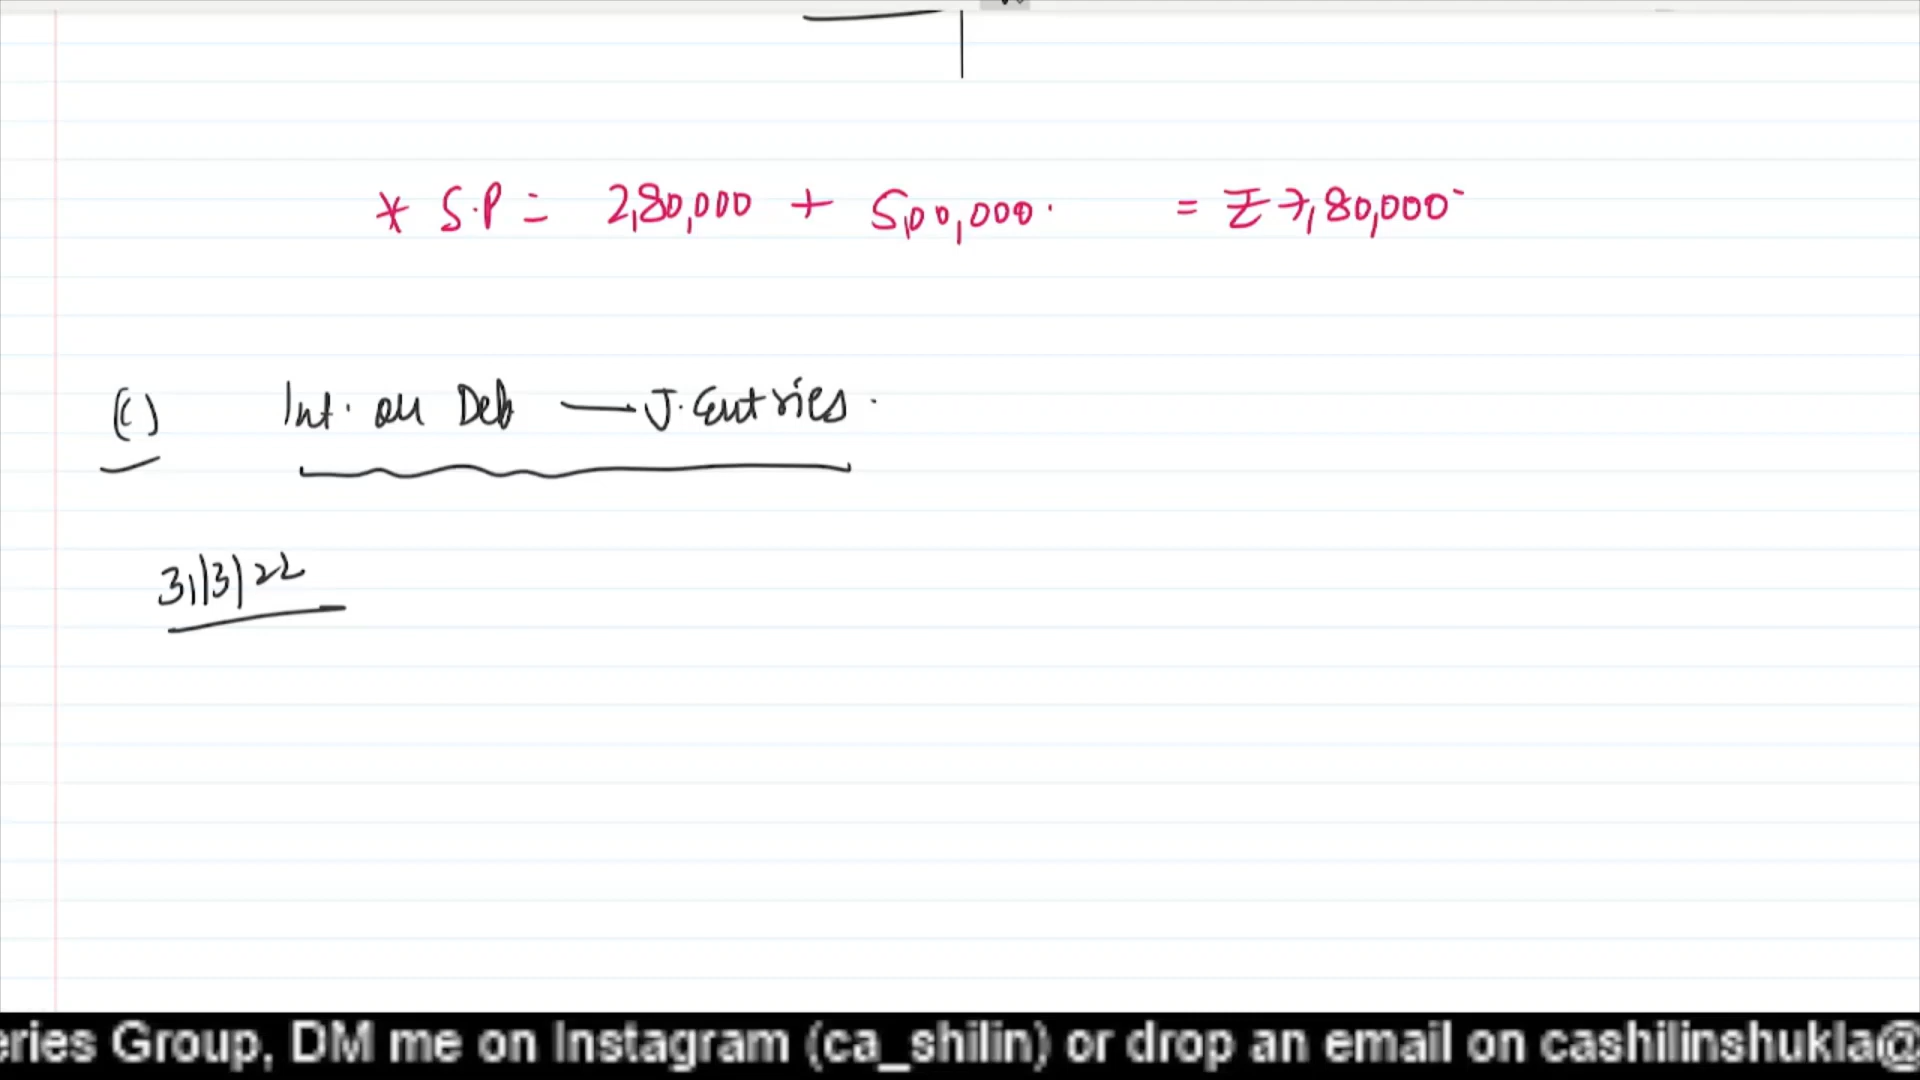 * S.P = 2,80,000 + 5,00,000. = ₹ 7,80,000
(c) Int. on Deb — J. Entries.
31/3/22
eries Group, DM me on Instagram (ca_shilin) or drop an email on cashilinshukla@